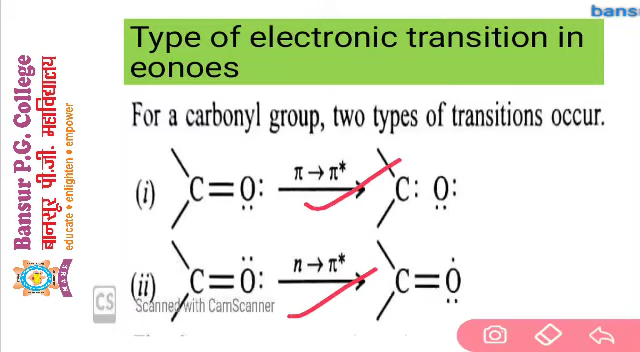 bans
Type of electronic transition in
eonoes
For a carbonyl group, two types of transitions occur.
(i) C=O: π→π* C: O:
(ii) C=O: n→π* C=O
CS Scanned with CamScanner
Bansur P.G. College
बानसूर पी.जी. महाविद्यालय
educate • enlighten • empower